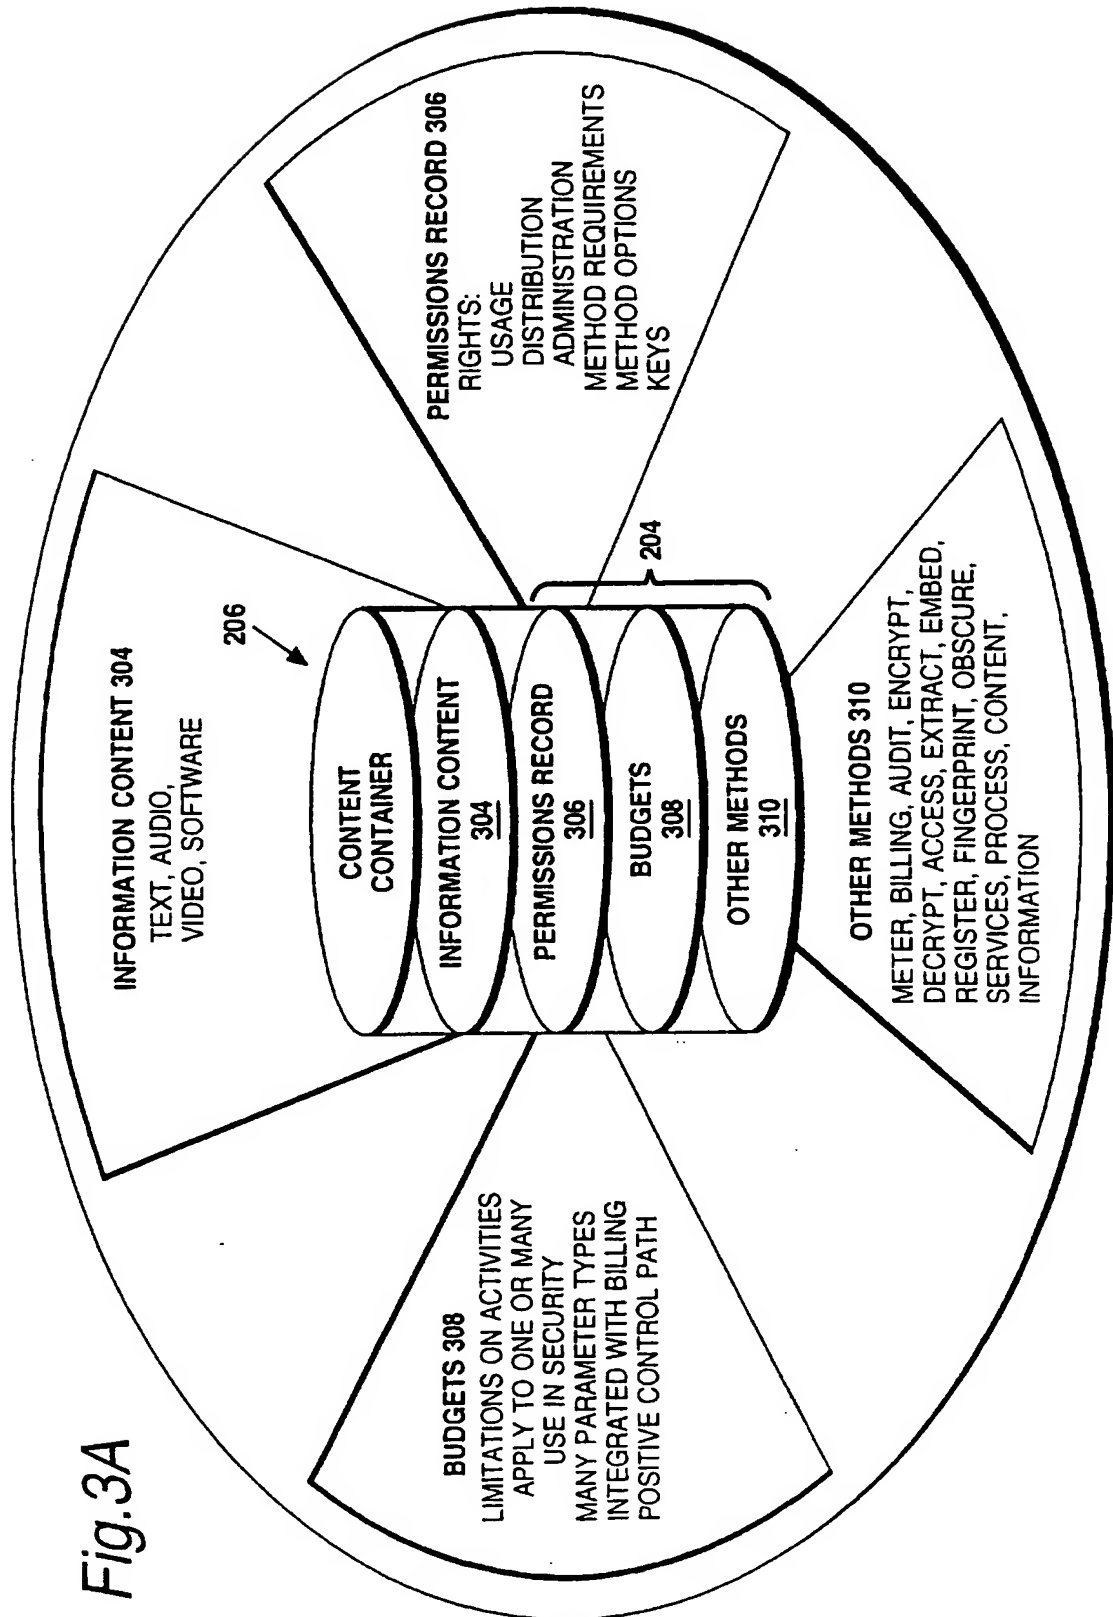 Fig.3A
INFORMATION CONTENT 304
TEXT, AUDIO,
VIDEO, SOFTWARE
206
BUDGETS 308
LIMITATIONS ON ACTIVITIES
APPLY TO ONE OR MANY
USE IN SECURITY
MANY PARAMETER TYPES
INTEGRATED WITH BILLING
POSITIVE CONTROL PATH
CONTENT
CONTAINER
INFORMATION CONTENT
304
PERMISSIONS RECORD
306
BUDGETS
308
OTHER METHODS
310
204
PERMISSIONS RECORD 306
RIGHTS:
USAGE
DISTRIBUTION
ADMINISTRATION
METHOD REQUIREMENTS
METHOD OPTIONS
KEYS
OTHER METHODS 310
METER, BILLING, AUDIT, ENCRYPT,
DECRYPT, ACCESS, EXTRACT, EMBED,
REGISTER, FINGERPRINT, OBSCURE,
SERVICES, PROCESS, CONTENT,
INFORMATION